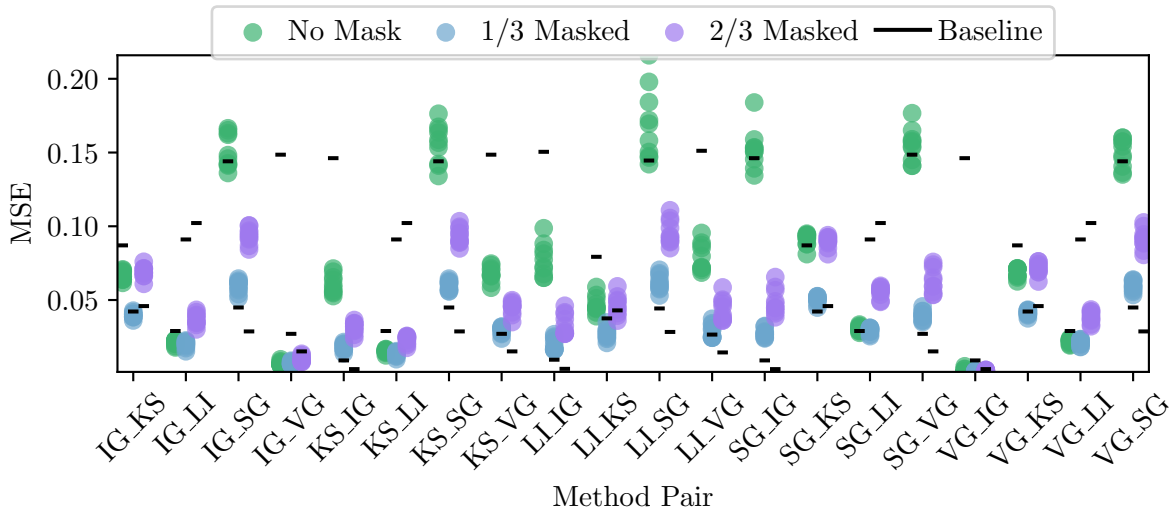 No Mask 1/3 Masked 2/3 Masked Baseline
0.20
0.15
0.10
0.05
MSE
IG_KS IG_LI IG_SG IG_VG KS_IG KS_LI KS_SG KS_VG LI_IG LI_KS LI_SG LI_VG SG_IG SG_KS SG_LI SG_VG VG_IG VG_KS VG_LI VG_SG
Method Pair